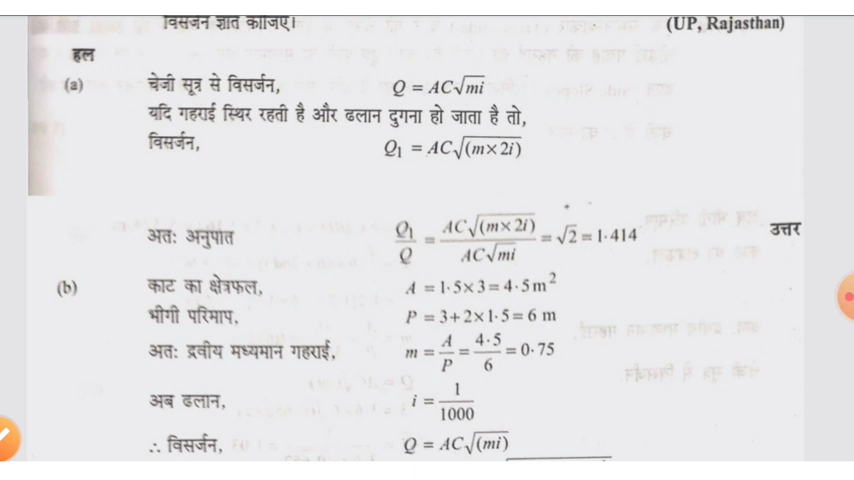 विसर्जन ज्ञात कीजिए।
(UP, Rajasthan)
हल
(a) चेजी सूत्र से विसर्जन, Q = AC√mi
यदि गहराई स्थिर रहती है और ढलान दुगना हो जाता है तो,
विसर्जन, Q₁ = AC√(m×2i)
अतः अनुपात Q₁/Q = AC√(m×2i)/AC√mi = √2 = 1·414 उत्तर
(b) काट का क्षेत्रफल, A = 1·5×3 = 4·5 m²
भीगी परिमाप, P = 3+2×1·5 = 6 m
अतः द्रवीय मध्यमान गहराई, m = A/P = 4·5/6 = 0·75
अब ढलान, i = 1/1000
∴ विसर्जन, Q = AC√(mi)